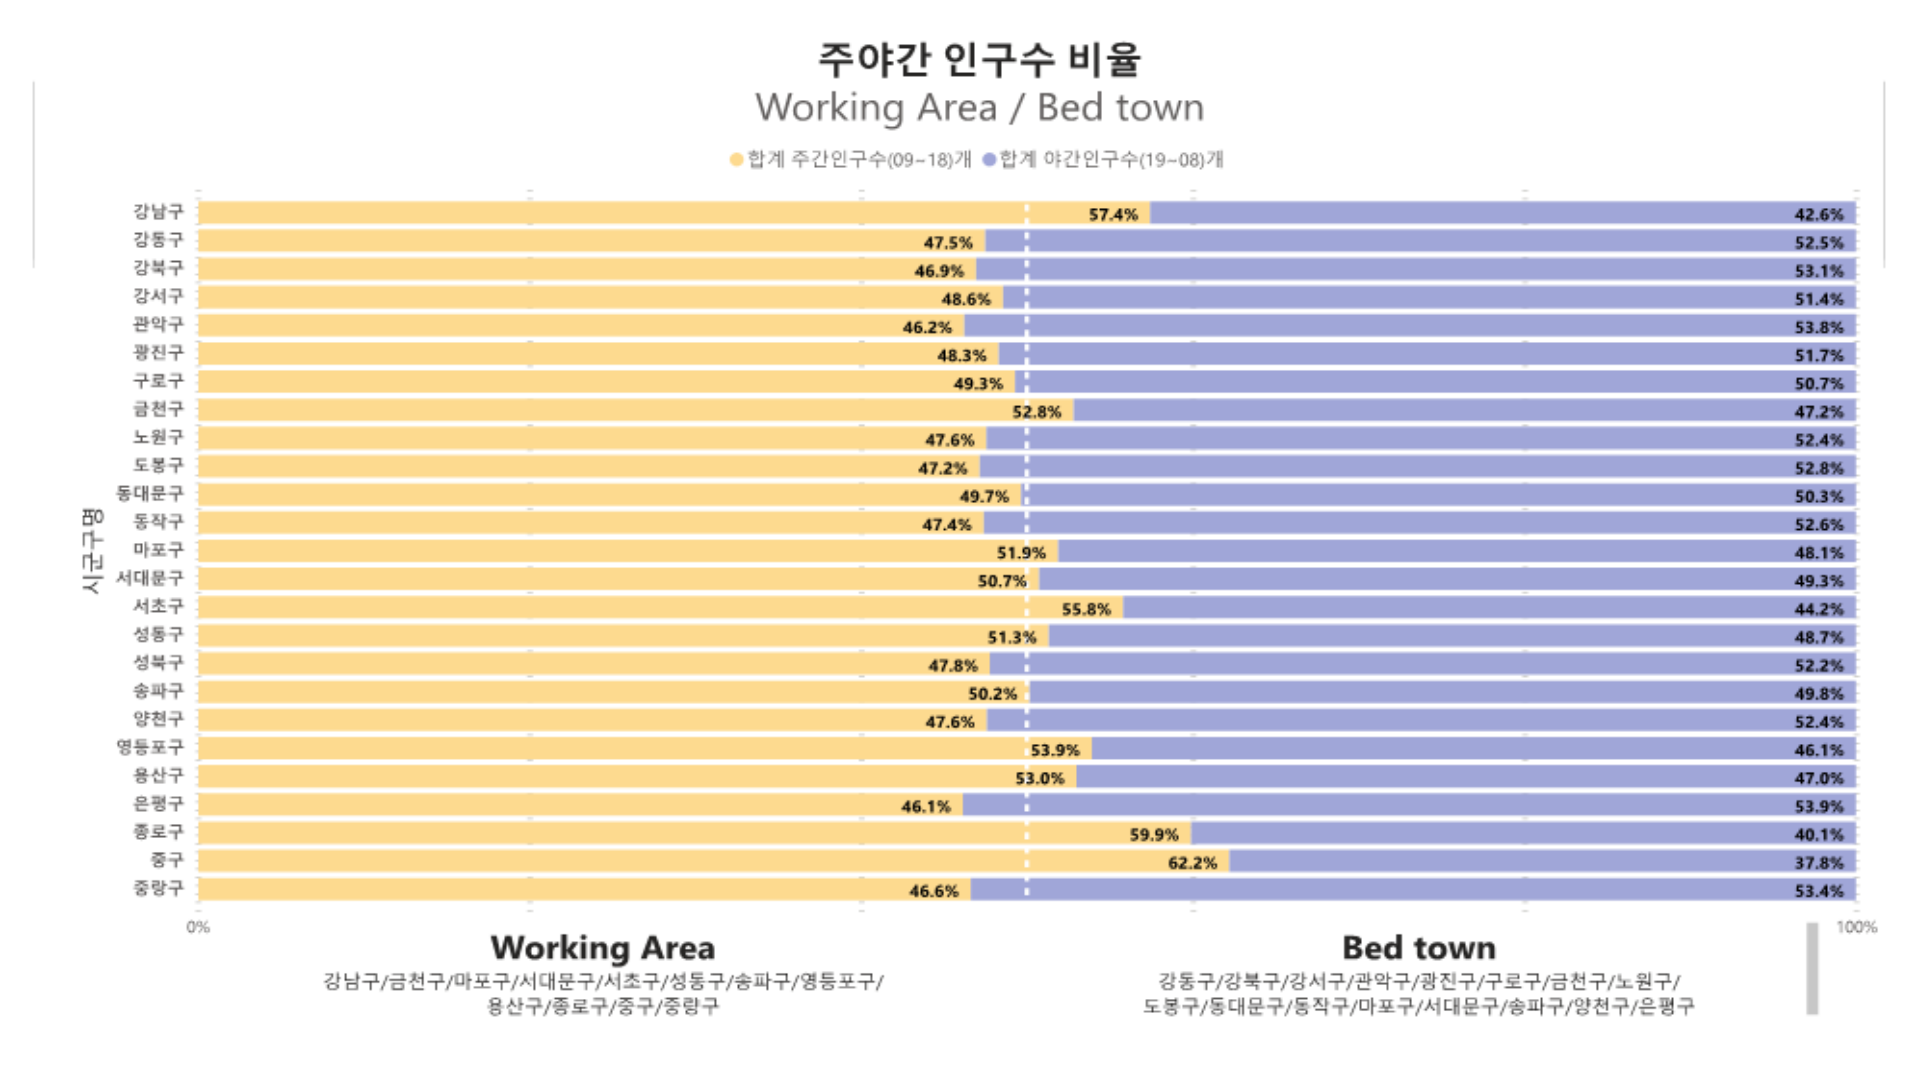 주야간 인구수 비율
Working Area / Bed town
합계 주간인구수(09~18)개 합계 야간인구수(19~08)개
시군구명
강남구 57.4% 42.6%
강동구 47.5% 52.5%
강북구 46.9% 53.1%
강서구 48.6% 51.4%
관악구 46.2% 53.8%
광진구 48.3% 51.7%
구로구 49.3% 50.7%
금천구 52.8% 47.2%
노원구 47.6% 52.4%
도봉구 47.2% 52.8%
동대문구 49.7% 50.3%
동작구 47.4% 52.6%
마포구 51.9% 48.1%
서대문구 50.7% 49.3%
서초구 55.8% 44.2%
성동구 51.3% 48.7%
성북구 47.8% 52.2%
송파구 50.2% 49.8%
양천구 47.6% 52.4%
영등포구 53.9% 46.1%
용산구 53.0% 47.0%
은평구 46.1% 53.9%
종로구 59.9% 40.1%
중구 62.2% 37.8%
중랑구 46.6% 53.4%
0% 100%
Working Area
강남구/금천구/마포구/서대문구/서초구/성동구/송파구/영등포구/
용산구/종로구/중구/중랑구
Bed town
강동구/강북구/강서구/관악구/광진구/구로구/금천구/노원구/
도봉구/동대문구/동작구/마포구/서대문구/송파구/양천구/은평구